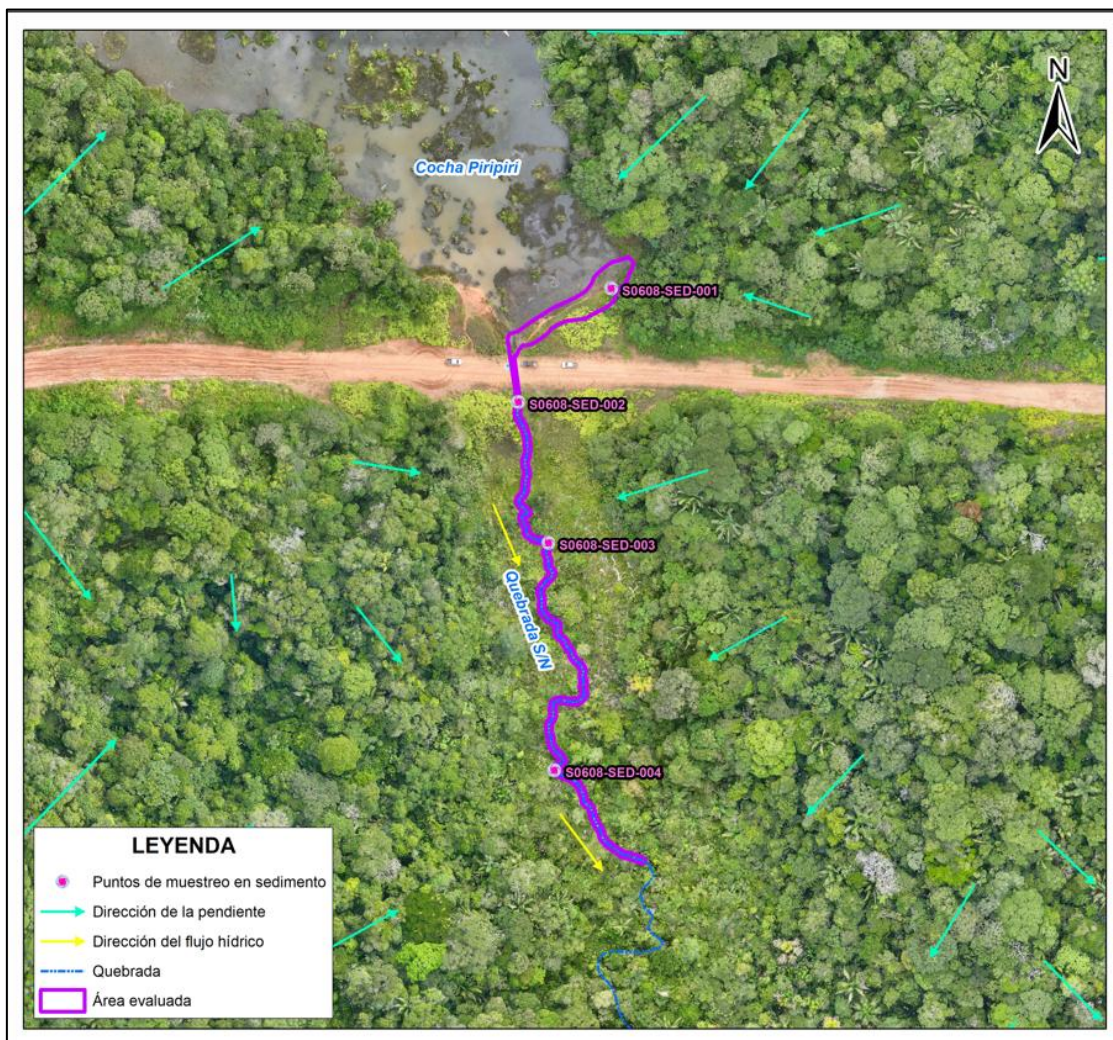 N
Cocha Piripiri
S0608-SED-001
S0608-SED-002
S0608-SED-003
Quebrada S/N
S0608-SED-004
LEYENDA
Puntos de muestreo en sedimento
Dirección de la pendiente
Dirección del flujo hídrico
Quebrada
Área evaluada